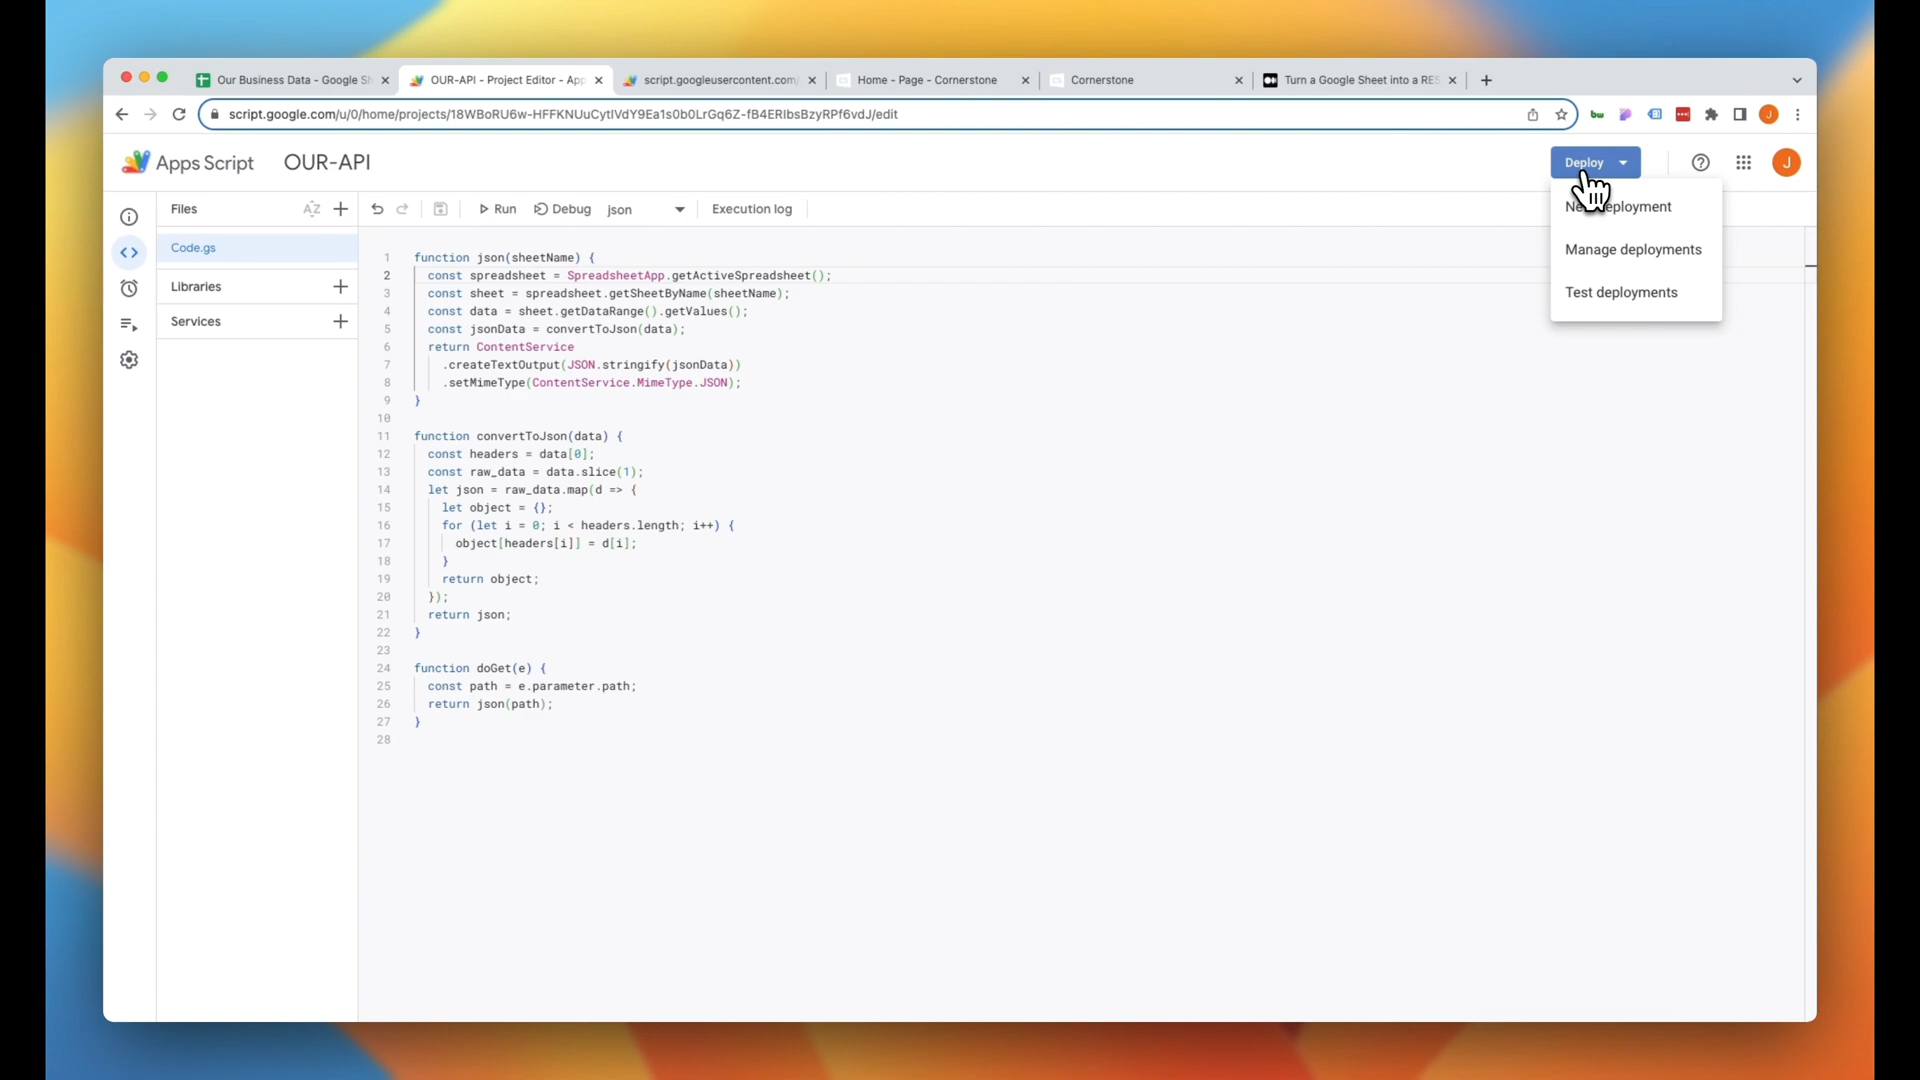 Our Business Data - Google Sh
OUR-API - Project Editor - App
script.googleusercontent.com/
Home - Page - Cornerstone
Cornerstone
Turn a Google Sheet into a RES
script.google.com/u/0/home/projects/18WBoRU6w-HFFKNUuCytlVdY9Ea1s0b0LrGq6Z-fB4ERlbsBzyRPf6vdJ/edit
bw
J
Apps Script
OUR-API
Deploy
J
Files
AZ
Run
Debug
json
Execution log
New deployment
Manage deployments
Test deployments
Code.gs
Libraries
Services
1 function json(sheetName) {
2 const spreadsheet = SpreadsheetApp.getActiveSpreadsheet();
3 const sheet = spreadsheet.getSheetByName(sheetName);
4 const data = sheet.getDataRange().getValues();
5 const jsonData = convertToJson(data);
6 return ContentService
7 .createTextOutput(JSON.stringify(jsonData))
8 .setMimeType(ContentService.MimeType.JSON);
9 }
10
11 function convertToJson(data) {
12 const headers = data[0];
13 const raw_data = data.slice(1);
14 let json = raw_data.map(d => {
15 let object = {};
16 for (let i = 0; i < headers.length; i++) {
17 object[headers[i]] = d[i];
18 }
19 return object;
20 });
21 return json;
22 }
23
24 function doGet(e) {
25 const path = e.parameter.path;
26 return json(path);
27 }
28